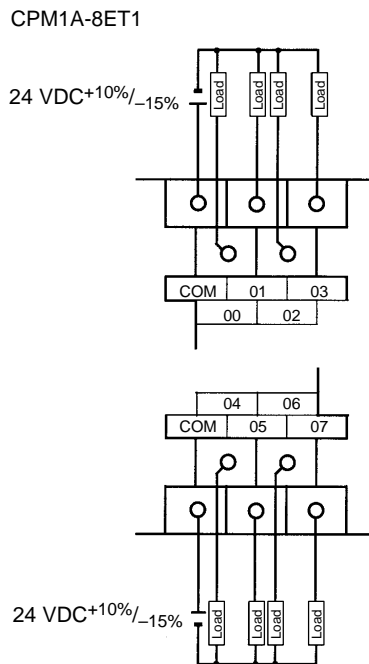 CPM1A-8ET1
Load Load Load Load
24 VDC+10%/–15%
COM 01 03
00 02
04 06
COM 05 07
24 VDC+10%/–15%
Load Load Load Load